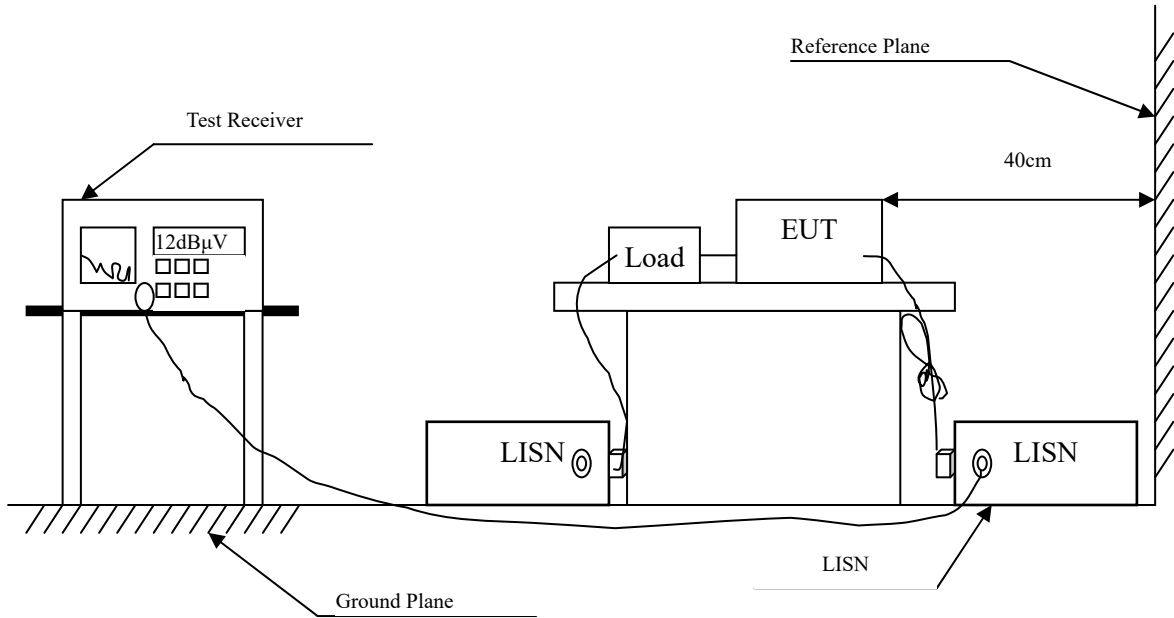 Reference Plane
Test Receiver
40cm
EUT
12dBμV
Load
LISN
LISN
LISN
Ground Plane